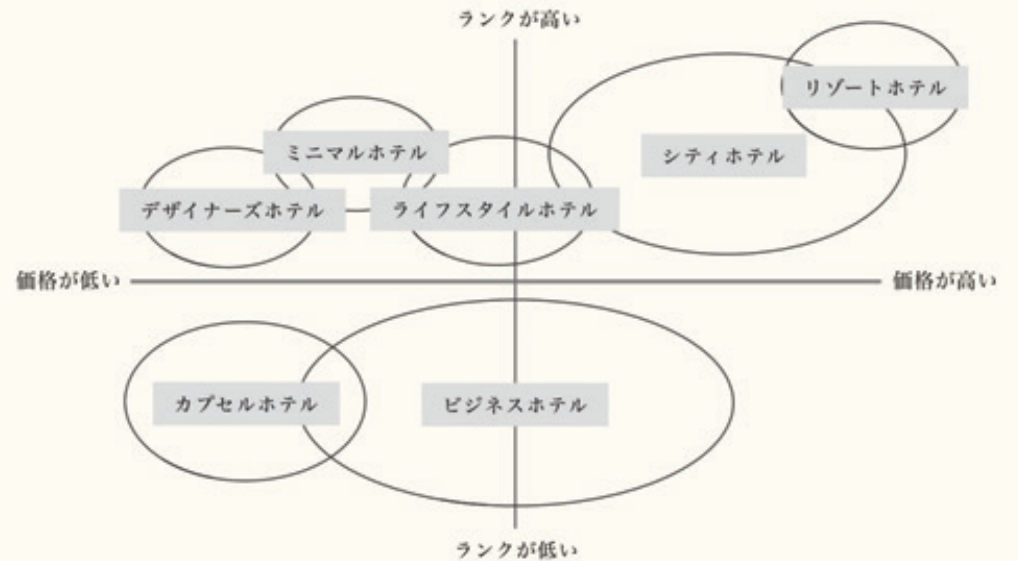 ランクが高い
リゾートホテル
ミニマルホテル
シティホテル
デザイナーズホテル
ライフスタイルホテル
価格が低い
価格が高い
カプセルホテル
ビジネスホテル
ランクが低い